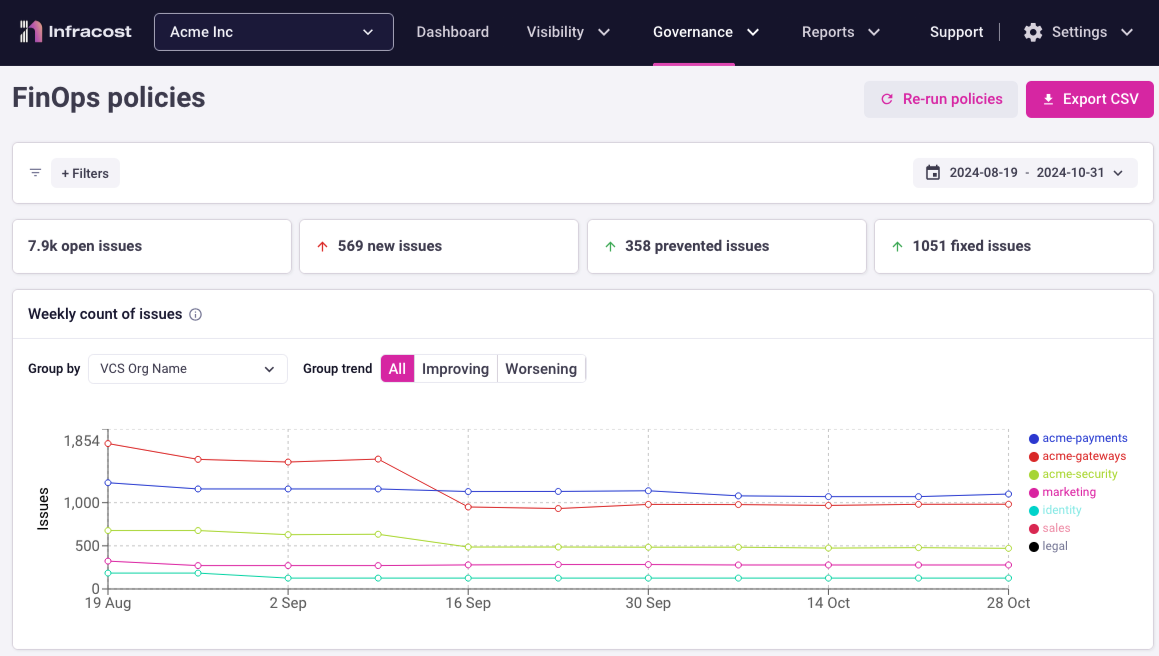 Infracost Acme Inc Dashboard Visibility Governance Reports Support Settings
FinOps policies Re-run policies Export CSV
+ Filters 2024-08-19 - 2024-10-31
7.9k open issues 569 new issues 358 prevented issues 1051 fixed issues
Weekly count of issues
Group by VCS Org Name Group trend All Improving Worsening
1,854
1,000
500
0
Issues
19 Aug 2 Sep 16 Sep 30 Sep 14 Oct 28 Oct
acme-payments
acme-gateways
acme-security
marketing
identity
sales
legal